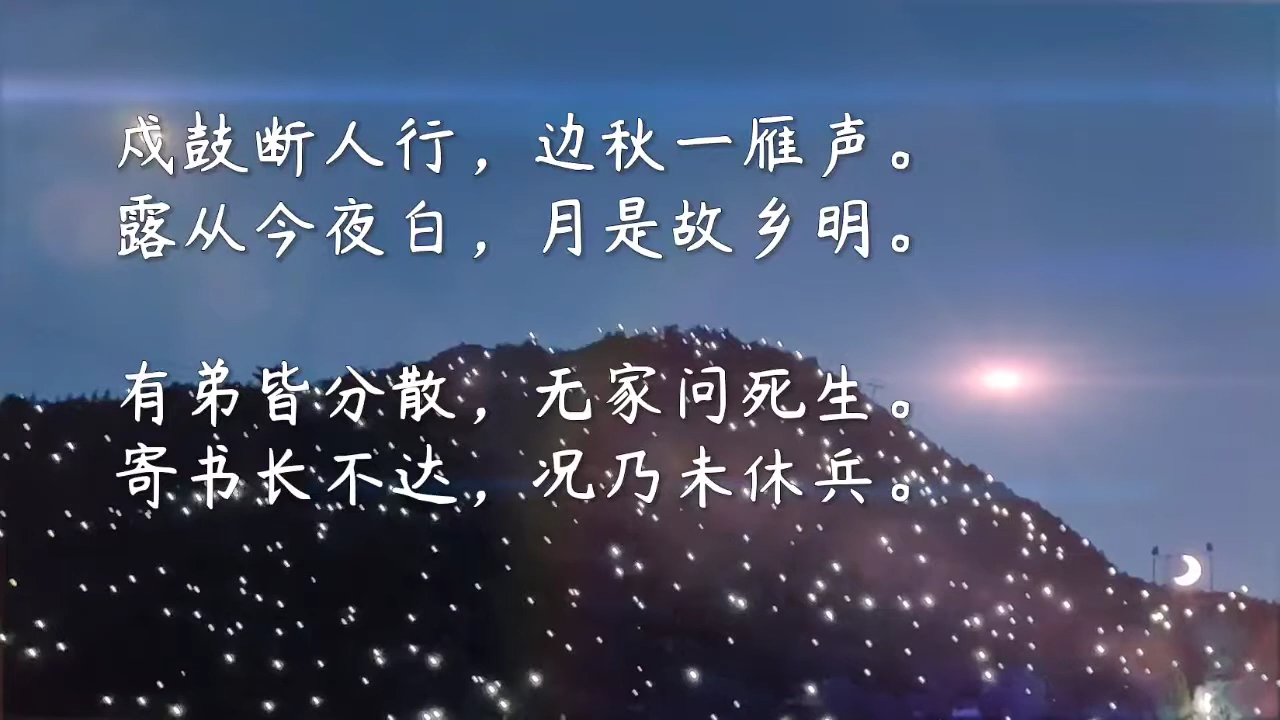 戍鼓断人行，边秋一雁声。
露从今夜白，月是故乡明。
有弟皆分散，无家问死生。
寄书长不达，况乃未休兵。